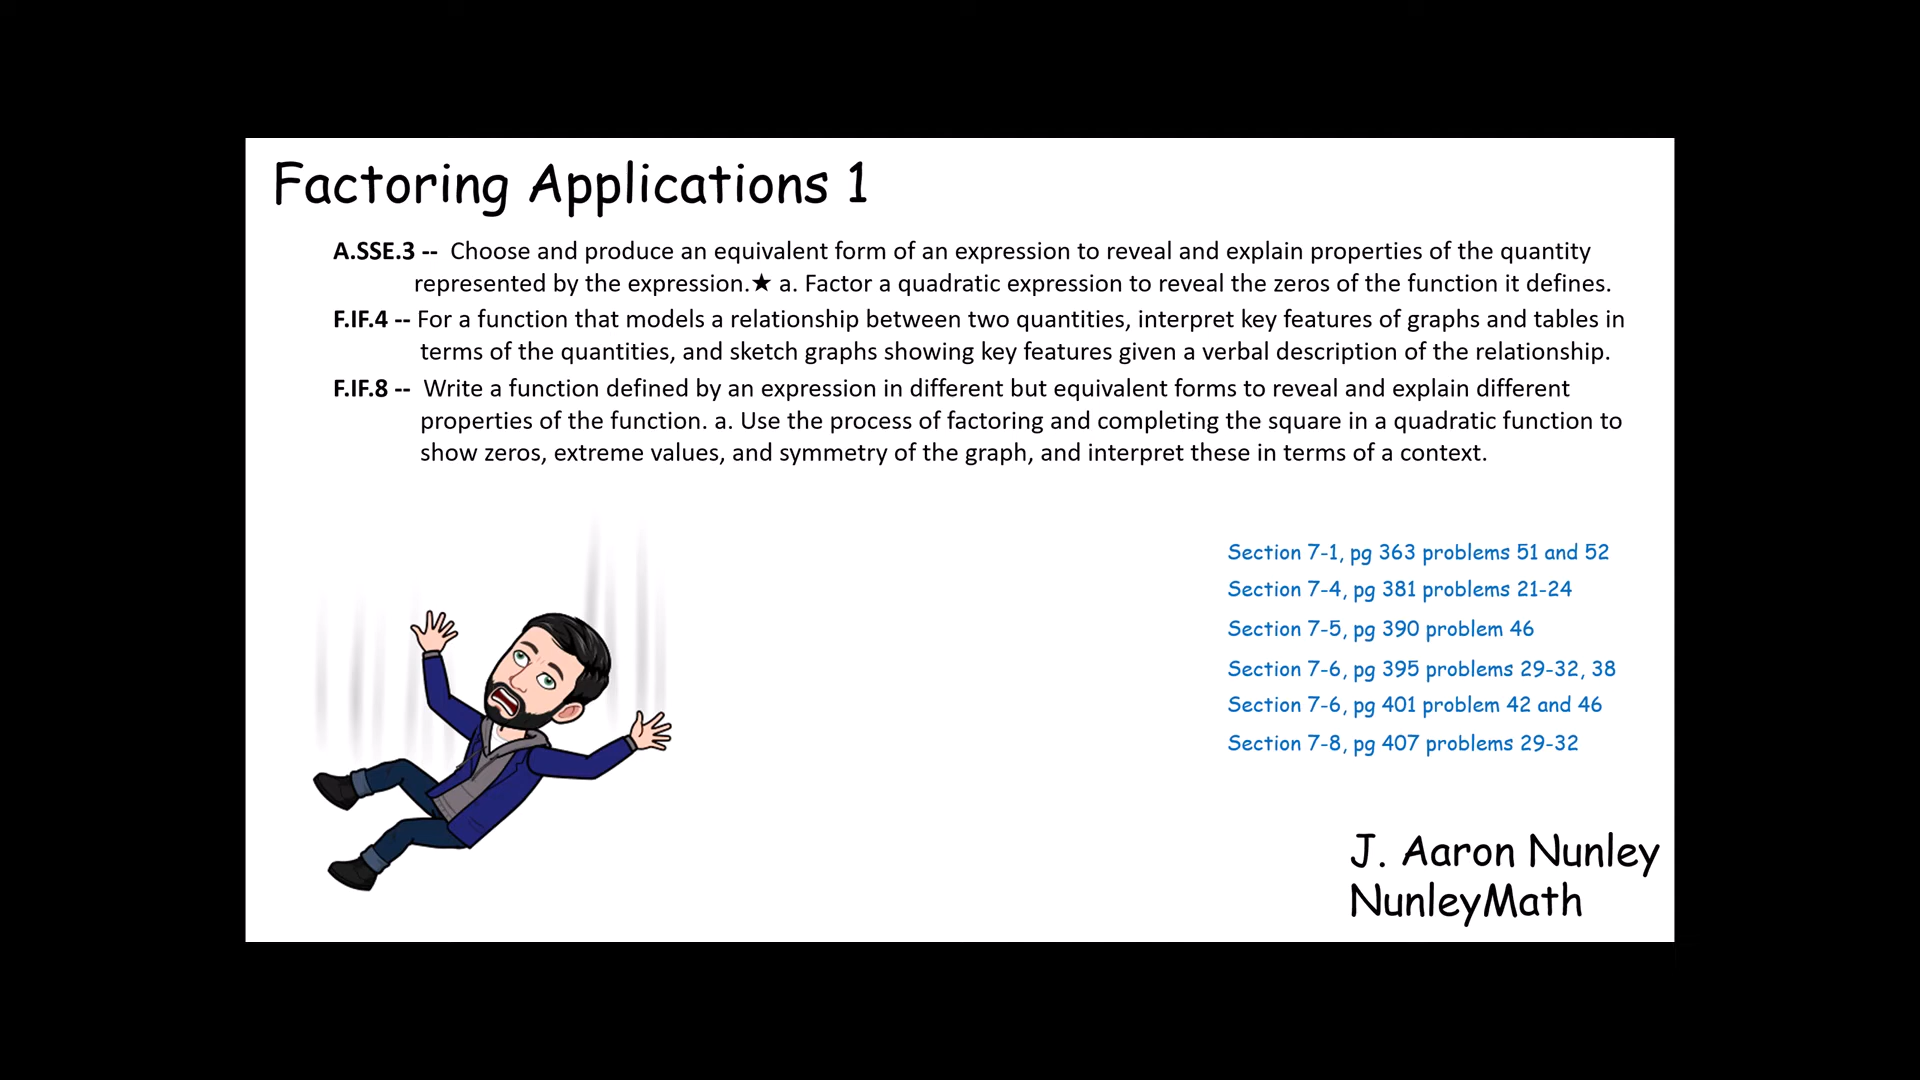 Factoring Applications 1
A.SSE.3 -- Choose and produce an equivalent form of an expression to reveal and explain properties of the quantity
represented by the expression.★ a. Factor a quadratic expression to reveal the zeros of the function it defines.
F.IF.4 -- For a function that models a relationship between two quantities, interpret key features of graphs and tables in
terms of the quantities, and sketch graphs showing key features given a verbal description of the relationship.
F.IF.8 -- Write a function defined by an expression in different but equivalent forms to reveal and explain different
properties of the function. a. Use the process of factoring and completing the square in a quadratic function to
show zeros, extreme values, and symmetry of the graph, and interpret these in terms of a context.
Section 7-1, pg 363 problems 51 and 52
Section 7-4, pg 381 problems 21-24
Section 7-5, pg 390 problem 46
Section 7-6, pg 395 problems 29-32, 38
Section 7-6, pg 401 problem 42 and 46
Section 7-8, pg 407 problems 29-32
J. Aaron Nunley
NunleyMath